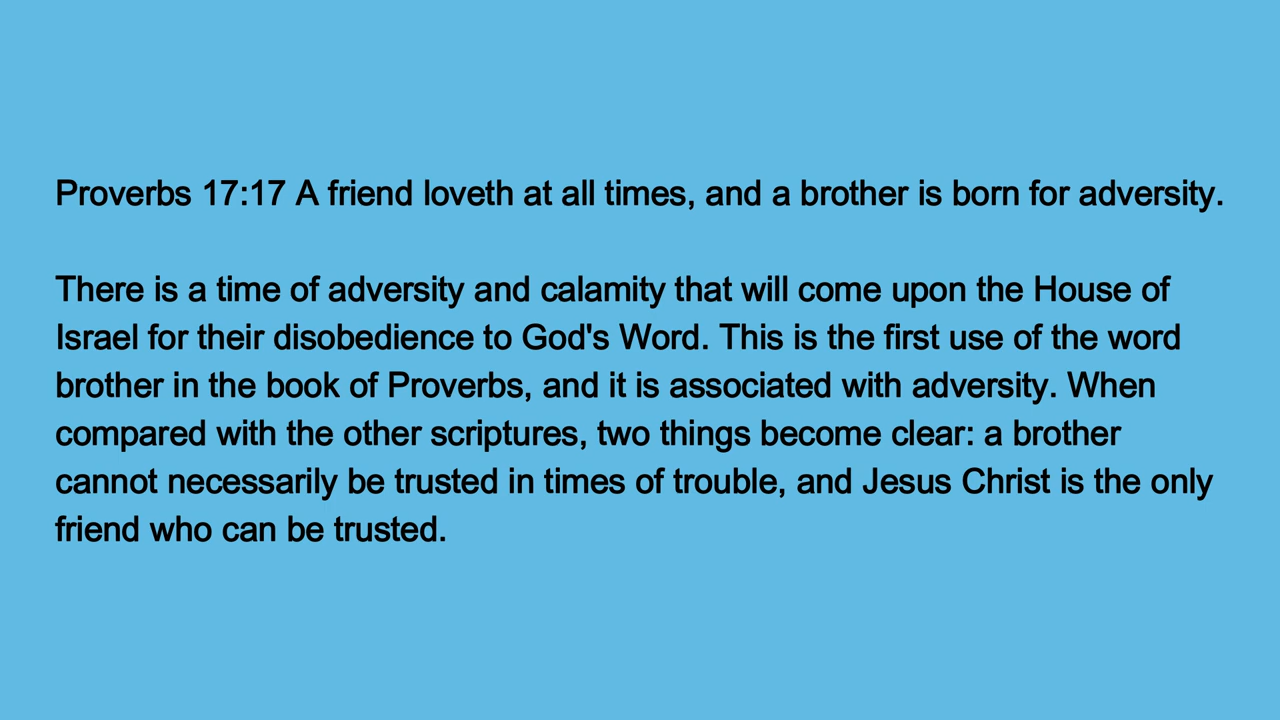 Proverbs 17:17 A friend loveth at all times, and a brother is born for adversity.
There is a time of adversity and calamity that will come upon the House of
Israel for their disobedience to God's Word. This is the first use of the word
brother in the book of Proverbs, and it is associated with adversity. When
compared with the other scriptures, two things become clear: a brother
cannot necessarily be trusted in times of trouble, and Jesus Christ is the only
friend who can be trusted.